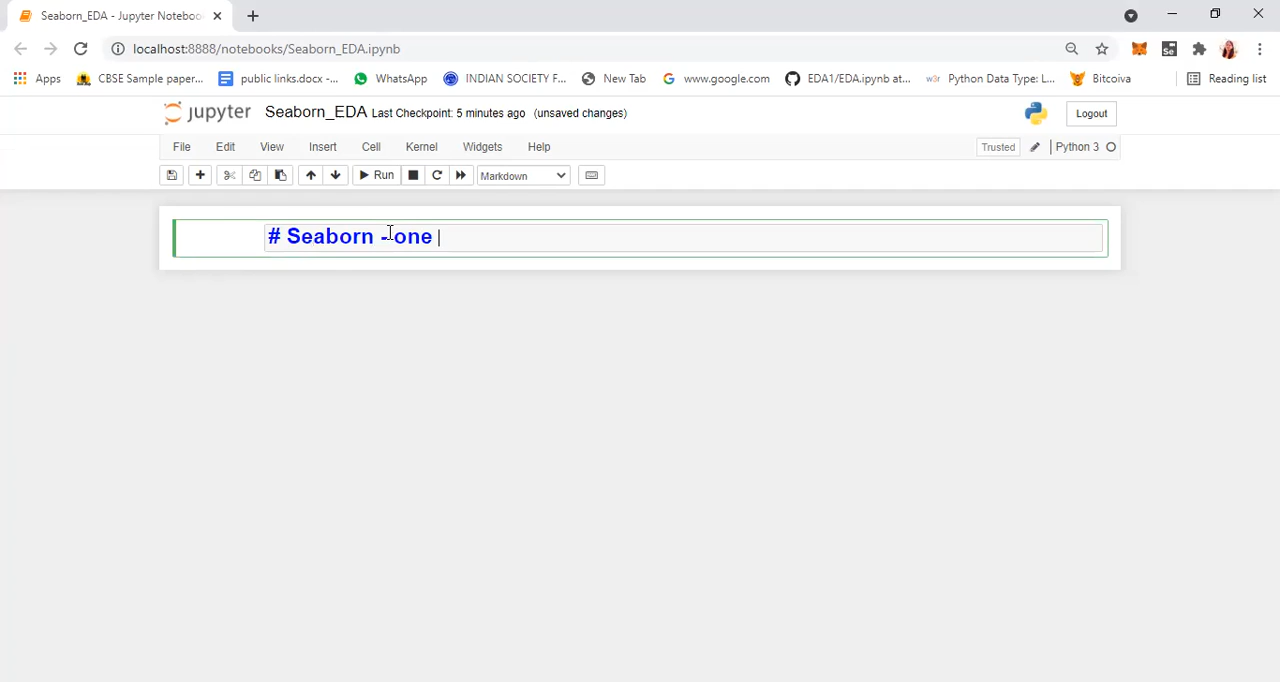 Seaborn_EDA - Jupyter Noteboo
localhost:8888/notebooks/Seaborn_EDA.ipynb
Apps CBSE Sample paper... public links.docx -... WhatsApp INDIAN SOCIETY F... New Tab www.google.com EDA1/EDA.ipynb at... w3r Python Data Type: L... Bitcoiva Reading list
jupyter Seaborn_EDA Last Checkpoint: 5 minutes ago (unsaved changes) Logout
File Edit View Insert Cell Kernel Widgets Help Trusted Python 3
Run Markdown
# Seaborn - one